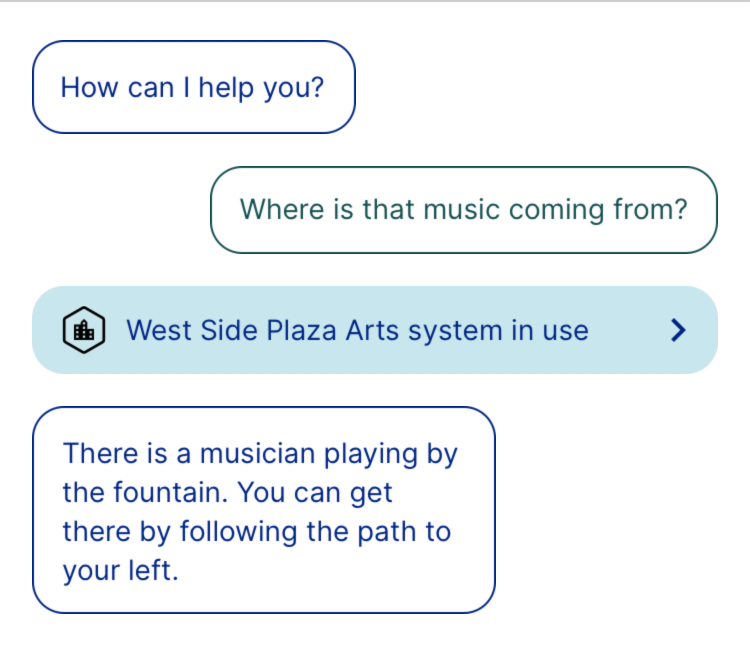 How can I help you?
Where is that music coming from?
West Side Plaza Arts system in use
There is a musician playing by
the fountain. You can get
there by following the path to
your left.